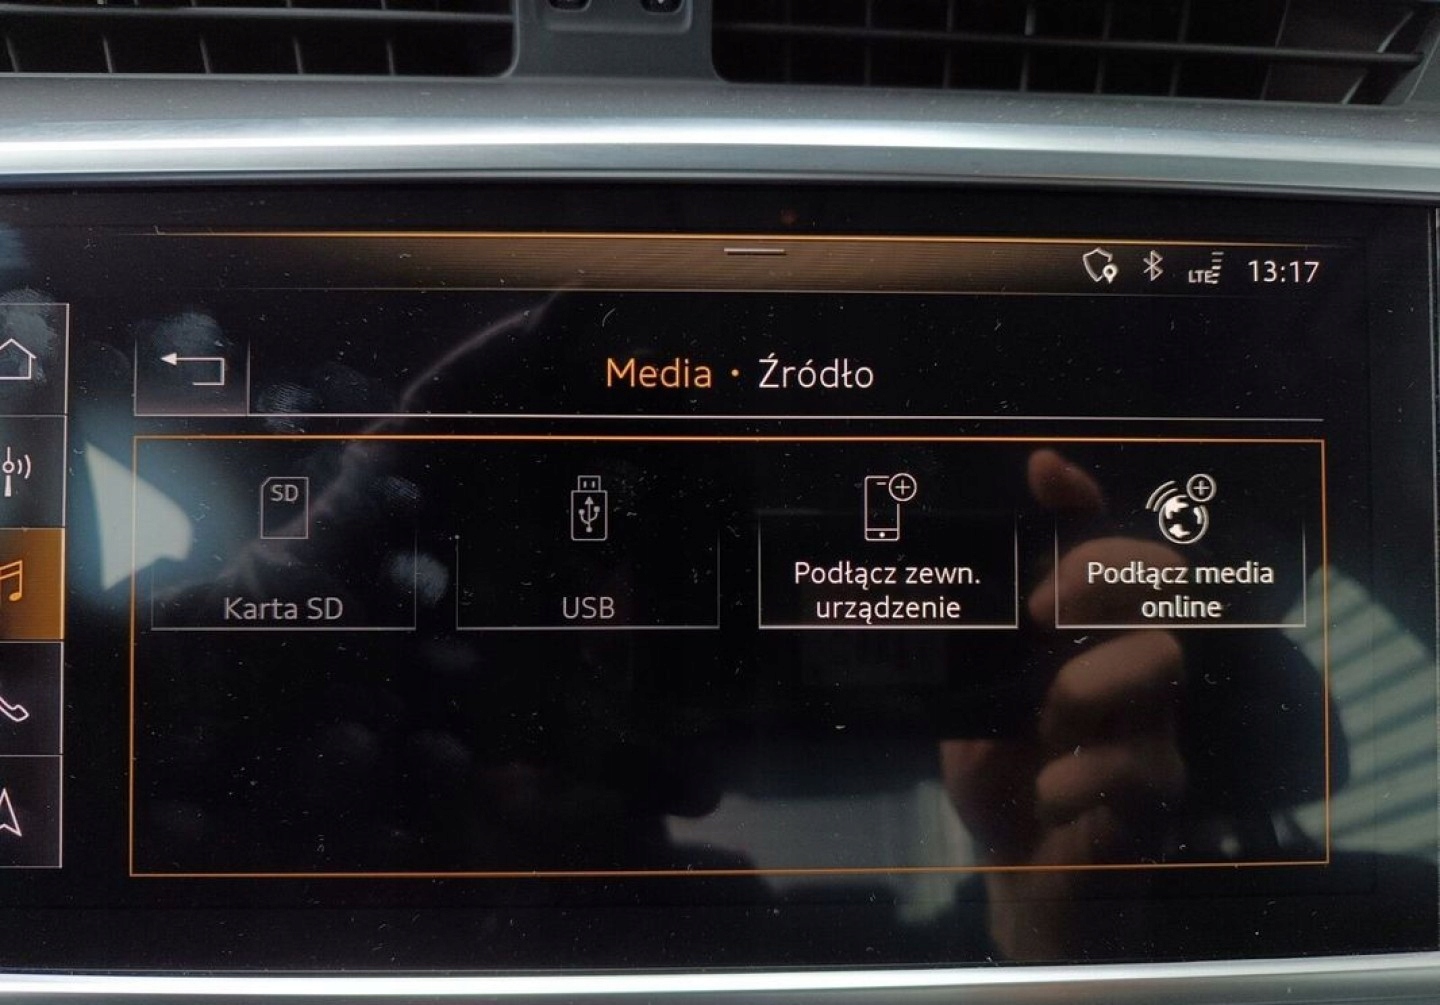 LTE 13:17
Media · Źródło
SD
Karta SD
USB
Podłącz zewn.
urządzenie
Podłącz media
online